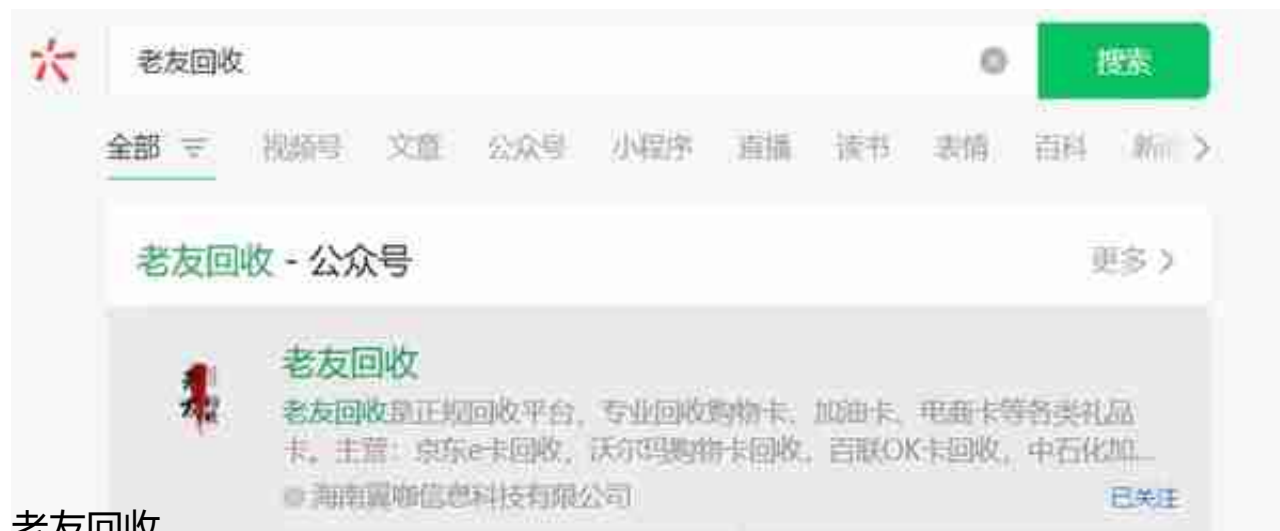 老友回收
搜索
全部 视频号 文章 公众号 小程序 直播 读书 表情 百科
老友回收 - 公众号
更多
老友回收
老友回收是正规回收平台，专业回收购物卡、加油卡、电商卡等各类礼品
卡。主营：京东e卡回收，沃尔玛购物卡回收，百联OK卡回收，中石化加...
海南翼咖信息科技有限公司
已关注
老友回收